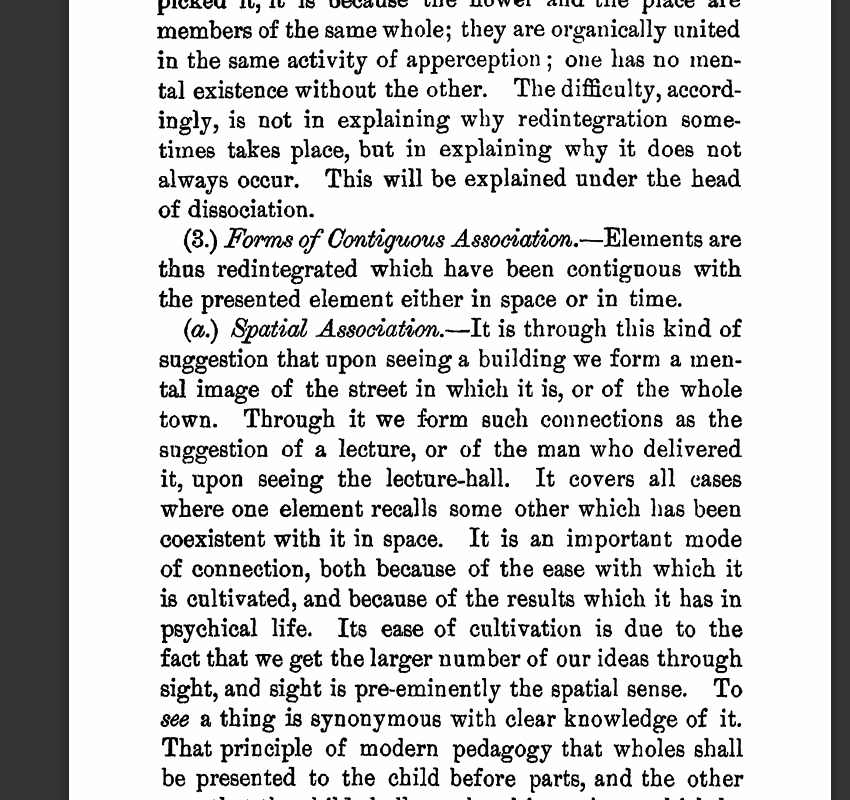 picked it, it is because the flower and the place are
members of the same whole; they are organically united
in the same activity of apperception; one has no men-
tal existence without the other. The difficulty, accord-
ingly, is not in explaining why redintegration some-
times takes place, but in explaining why it does not
always occur. This will be explained under the head
of dissociation.
(3.) Forms of Contiguous Association.—Elements are
thus redintegrated which have been contiguous with
the presented element either in space or in time.
(a.) Spatial Association.—It is through this kind of
suggestion that upon seeing a building we form a men-
tal image of the street in which it is, or of the whole
town. Through it we form such connections as the
suggestion of a lecture, or of the man who delivered
it, upon seeing the lecture-hall. It covers all cases
where one element recalls some other which has been
coexistent with it in space. It is an important mode
of connection, both because of the ease with which it
is cultivated, and because of the results which it has in
psychical life. Its ease of cultivation is due to the
fact that we get the larger number of our ideas through
sight, and sight is pre-eminently the spatial sense. To
see a thing is synonymous with clear knowledge of it.
That principle of modern pedagogy that wholes shall
be presented to the child before parts, and the other